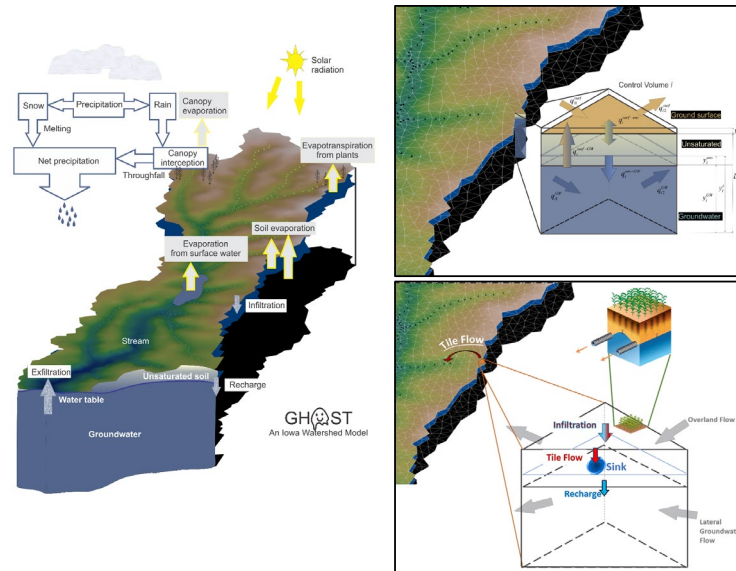 Solar
radiation
Snow
Precipitation
Rain
Canopy
evaporation
Melting
Net precipitation
Canopy
interception
Throughfall
Evapotranspiration
from plants
Soil evaporation
Evaporation
from surface water
Infiltration
Stream
Exfiltration
Unsaturated soil
Recharge
Water table
Groundwater
GHOST
An Iowa Watershed Model
Control Volume i
Ground surface
Unsaturated
Groundwater
Tile Flow
Infiltration
Overland Flow
Tile Flow
Sink
Recharge
Lateral
Groundwat
Flow